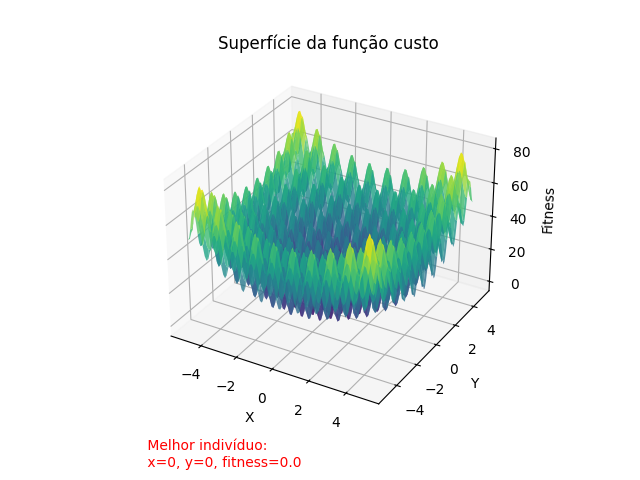 Superfície da função custo
80
60
40
20
0
Fitness
−4
−2
0
2
4
X
4
2
0
−2
−4
Y
Melhor indivíduo:
x=0, y=0, fitness=0.0